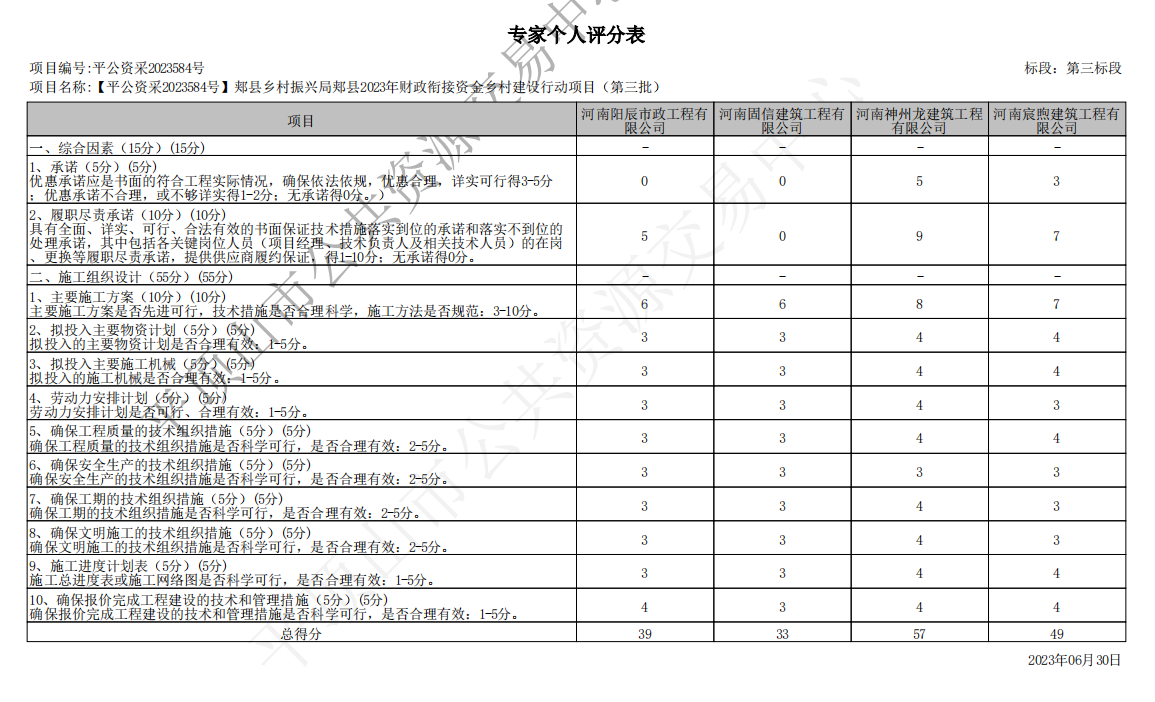 专家个人评分表
项目编号:平公资采2023584号 标段：第三标段
项目名称:【平公资采2023584号】郏县乡村振兴局郏县2023年财政衔接资金乡村建设行动项目（第三批）
项目 河南阳辰市政工程有限公司 河南固信建筑工程有限公司 河南神州龙建筑工程有限公司 河南宸煦建筑工程有限公司
一、综合因素（15分）(15分) - - - -
1、承诺（5分）(5分)
优惠承诺应是书面的符合工程实际情况，确保依法依规，优惠合理，详实可行得3-5分
；优惠承诺不合理，或不够详实得1-2分；无承诺得0分。） 0 0 5 3
2、履职尽责承诺（10分）(10分)
具有全面、详实、可行、合法有效的书面保证技术措施落实到位的承诺和落实不到位的
处理承诺，其中包括各关键岗位人员（项目经理、技术负责人及相关技术人员）的在岗
、更换等履职尽责承诺，提供供应商履约保证，得1-10分；无承诺得0分。 5 0 9 7
二、施工组织设计（55分）(55分) - - - -
1、主要施工方案（10分）(10分)
主要施工方案是否先进可行，技术措施是否合理科学，施工方法是否规范：3-10分。 6 6 8 7
2、拟投入主要物资计划（5分）(5分)
拟投入的主要物资计划是否合理有效：1-5分。 3 3 4 4
3、拟投入主要施工机械（5分）(5分)
拟投入的施工机械是否合理有效：1-5分。 3 3 4 4
4、劳动力安排计划（5分）(5分)
劳动力安排计划是否可行、合理有效：1-5分。 3 3 4 3
5、确保工程质量的技术组织措施（5分）(5分)
确保工程质量的技术组织措施是否科学可行，是否合理有效：2-5分。 3 3 4 4
6、确保安全生产的技术组织措施（5分）(5分)
确保安全生产的技术组织措施是否科学可行，是否合理有效：2-5分。 3 3 3 3
7、确保工期的技术组织措施（5分）(5分)
确保工期的技术组织措施是否科学可行，是否合理有效：2-5分。 3 3 4 3
8、确保文明施工的技术组织措施（5分）(5分)
确保文明施工的技术组织措施是否科学可行，是否合理有效：2-5分。 3 3 4 3
9、施工进度计划表（5分）(5分)
施工总进度表或施工网络图是否科学可行，是否合理有效：1-5分。 3 3 4 4
10、确保报价完成工程建设的技术和管理措施（5分）(5分)
确保报价完成工程建设的技术和管理措施是否科学可行，是否合理有效：1-5分。 4 3 4 4
总得分 39 33 57 49
2023年06月30日
平顶山市公共资源交易中
平顶山市公共资源交易中心